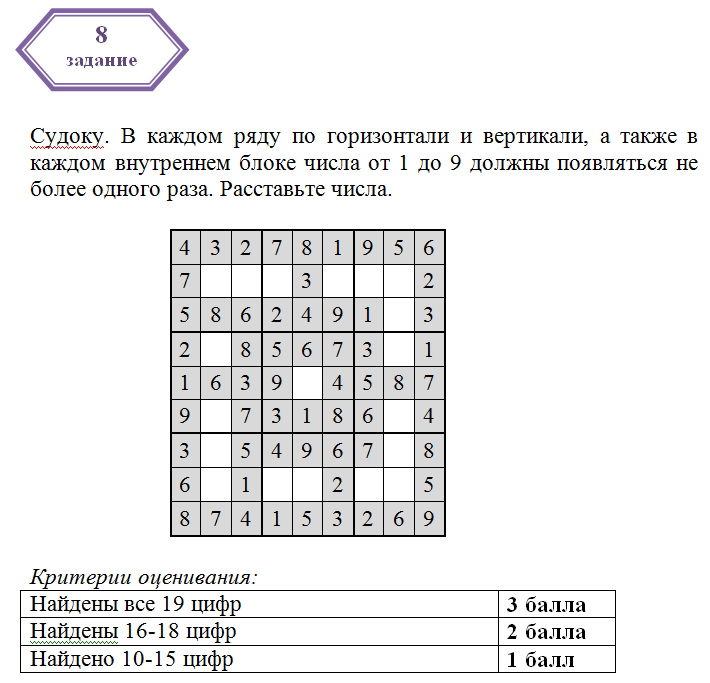 8
задание
Судоку. В каждом ряду по горизонтали и вертикали, а также в
каждом внутреннем блоке числа от 1 до 9 должны появляться не
более одного раза. Расставьте числа.
4 3 2 7 8 1 9 5 6
7 3 2
5 8 6 2 4 9 1 3
2 8 5 6 7 3 1
1 6 3 9 4 5 8 7
9 7 3 1 8 6 4
3 5 4 9 6 7 8
6 1 2 5
8 7 4 1 5 3 2 6 9
Критерии оценивания:
Найдены все 19 цифр 3 балла
Найдены 16-18 цифр 2 балла
Найдено 10-15 цифр 1 балл